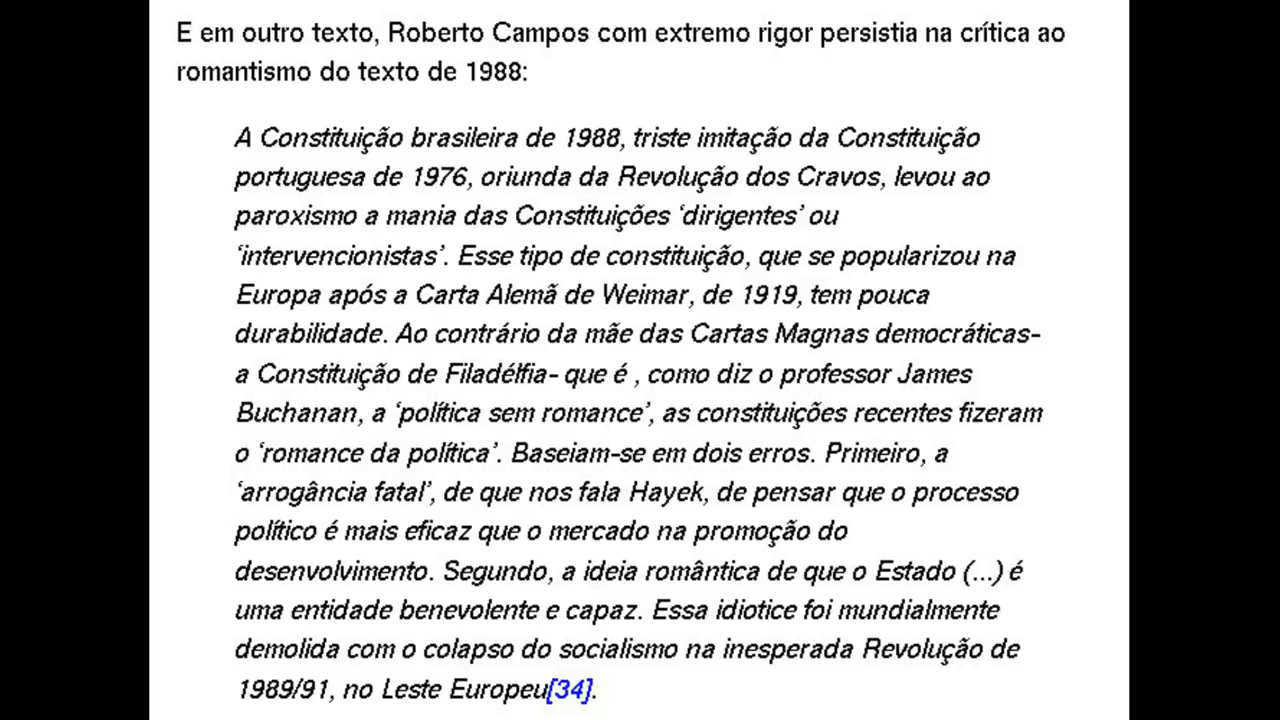 E em outro texto, Roberto Campos com extremo rigor persistia na crítica ao
romantismo do texto de 1988:
A Constituição brasileira de 1988, triste imitação da Constituição
portuguesa de 1976, oriunda da Revolução dos Cravos, levou ao
paroxismo a mania das Constituições ‘dirigentes’ ou
‘intervencionistas’. Esse tipo de constituição, que se popularizou na
Europa após a Carta Alemã de Weimar, de 1919, tem pouca
durabilidade. Ao contrário da mãe das Cartas Magnas democráticas-
a Constituição de Filadélfia- que é , como diz o professor James
Buchanan, a ‘política sem romance’, as constituições recentes fizeram
o ‘romance da política’. Baseiam-se em dois erros. Primeiro, a
‘arrogância fatal’, de que nos fala Hayek, de pensar que o processo
político é mais eficaz que o mercado na promoção do
desenvolvimento. Segundo, a ideia romântica de que o Estado (...) é
uma entidade benevolente e capaz. Essa idiotice foi mundialmente
demolida com o colapso do socialismo na inesperada Revolução de
1989/91, no Leste Europeu[34].